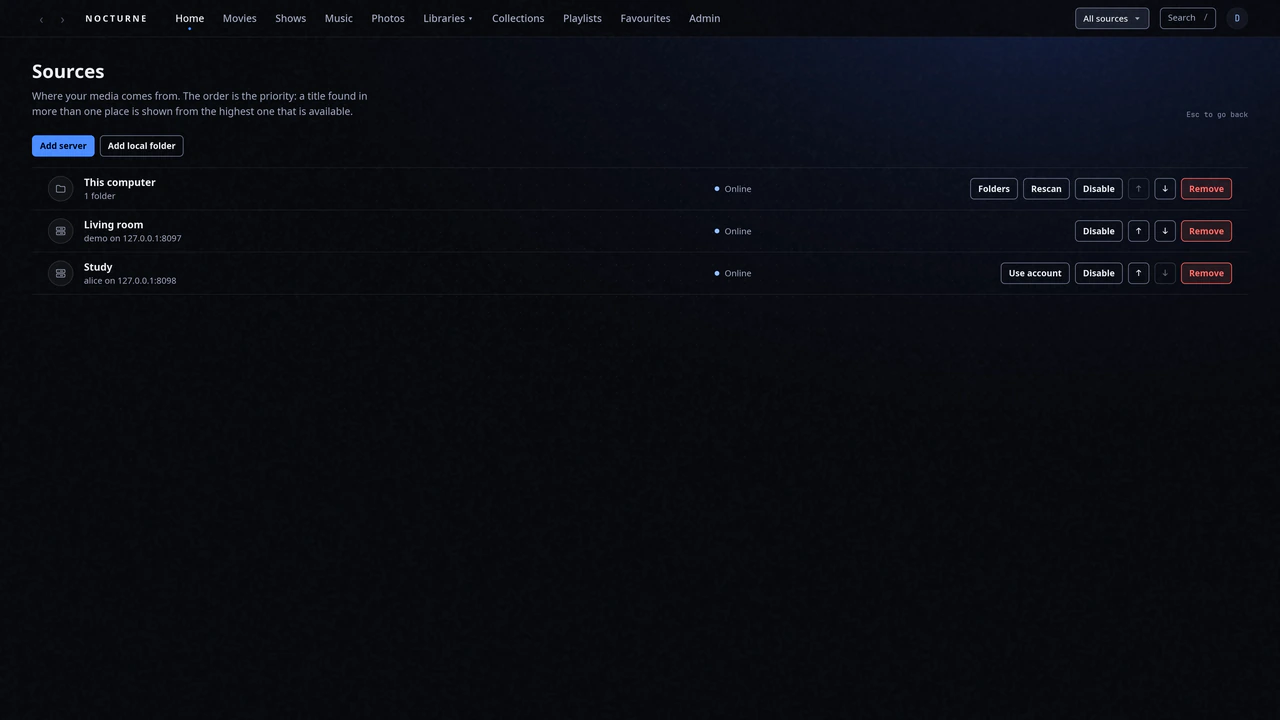 NOCTURNE Home Movies Shows Music Photos Libraries Collections Playlists Favourites Admin All sources Search / D
Sources
Where your media comes from. The order is the priority: a title found in
more than one place is shown from the highest one that is available.
Esc to go back
Add server Add local folder
This computer
1 folder
Online
Folders Rescan Disable ↑ ↓ Remove
Living room
demo on 127.0.0.1:8097
Online
Disable ↑ ↓ Remove
Study
alice on 127.0.0.1:8098
Online
Use account Disable ↑ ↓ Remove